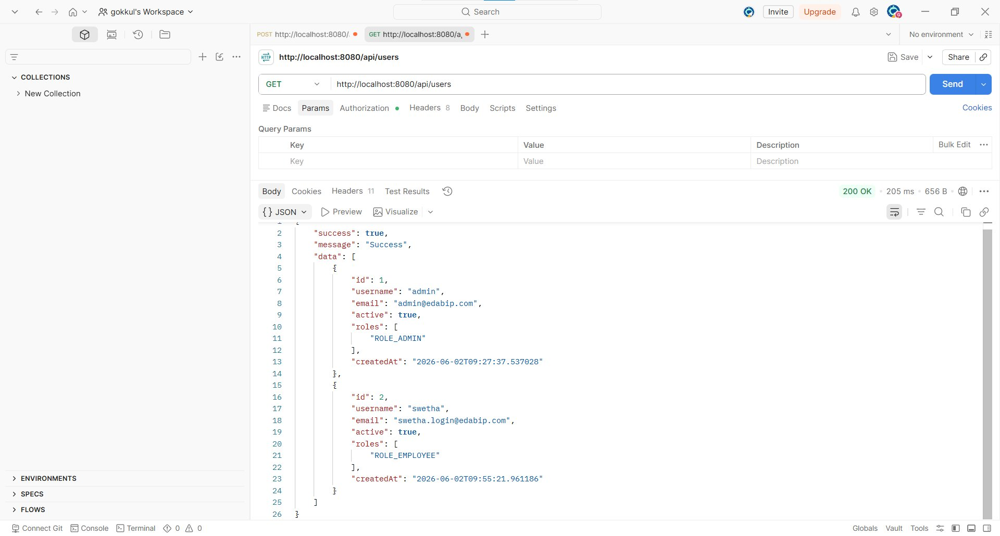 gokkul's Workspace
Search
Invite
Upgrade
POST http://localhost:8080/
GET http://localhost:8080/a
No environment
HTTP http://localhost:8080/api/users
Save
Share
COLLECTIONS
New Collection
GET http://localhost:8080/api/users
Send
Docs Params Authorization Headers 8 Body Scripts Settings
Cookies
Query Params
Key Value Description Bulk Edit
Key Value Description
Body Cookies Headers 11 Test Results
200 OK 205 ms 656 B
{} JSON Preview Visualize
1 {
2 "success": true,
3 "message": "Success",
4 "data": [
5 {
6 "id": 1,
7 "username": "admin",
8 "email": "admin@edabip.com",
9 "active": true,
10 "roles": [
11 "ROLE_ADMIN"
12 ],
13 "createdAt": "2026-06-02T09:27:37.537028"
14 },
15 {
16 "id": 2,
17 "username": "swetha",
18 "email": "swetha.login@edabip.com",
19 "active": true,
20 "roles": [
21 "ROLE_EMPLOYEE"
22 ],
23 "createdAt": "2026-06-02T09:55:21.961186"
24 }
25 ]
26 }
ENVIRONMENTS
SPECS
FLOWS
Connect Git Console Terminal 0 0
Globals Vault Tools